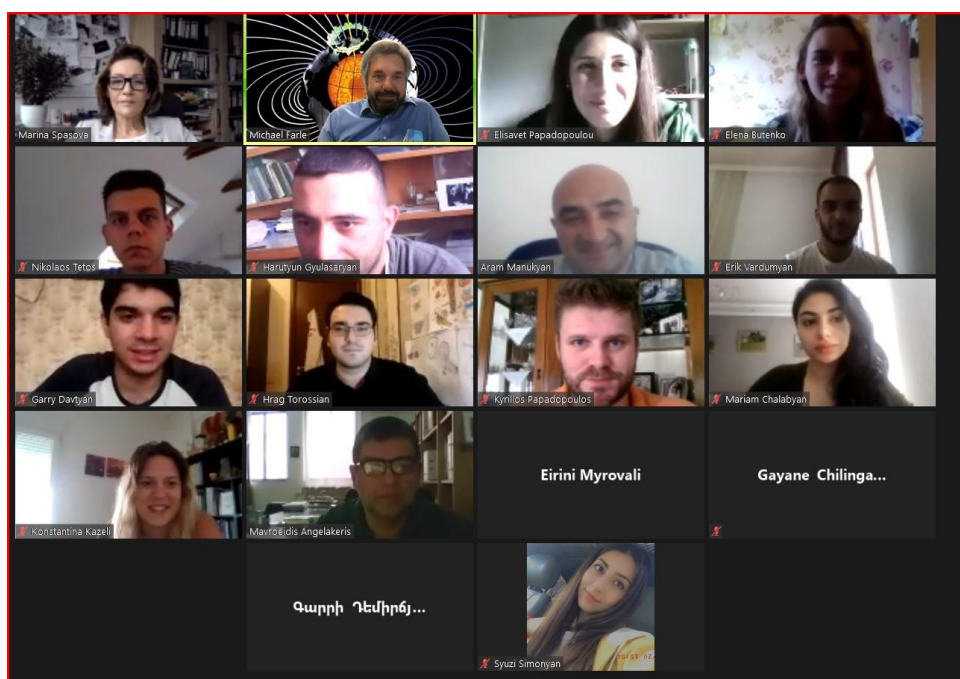 Marina Spasova
Michael Farle
Elisavet Papadopoulou
Elena Butenko
Nikolaos Tetos
Harutyun Gyulasaryan
Aram Manukyan
Erik Vardumyan
Garry Davtyan
Hrag Torossian
Kyrillos Papadopoulos
Mariam Chalabyan
Konstantina Kazeli
Mavroeidis Angelakeris
Eirini Myrovali
Gayane Chilinga...
Գարրի Դեմիրճյ...
Syuzi Simonyan